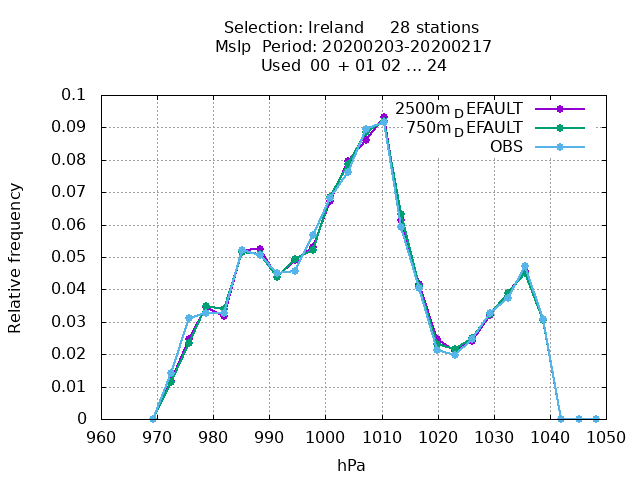 Selection: Ireland     28 stations
Mslp  Period: 20200203-20200217
Used  00  + 01 02 ... 24
2500m_DEFAULT
750m_DEFAULT
OBS
Relative frequency
0.1
0.09
0.08
0.07
0.06
0.05
0.04
0.03
0.02
0.01
0
960 970 980 990 1000 1010 1020 1030 1040 1050
hPa